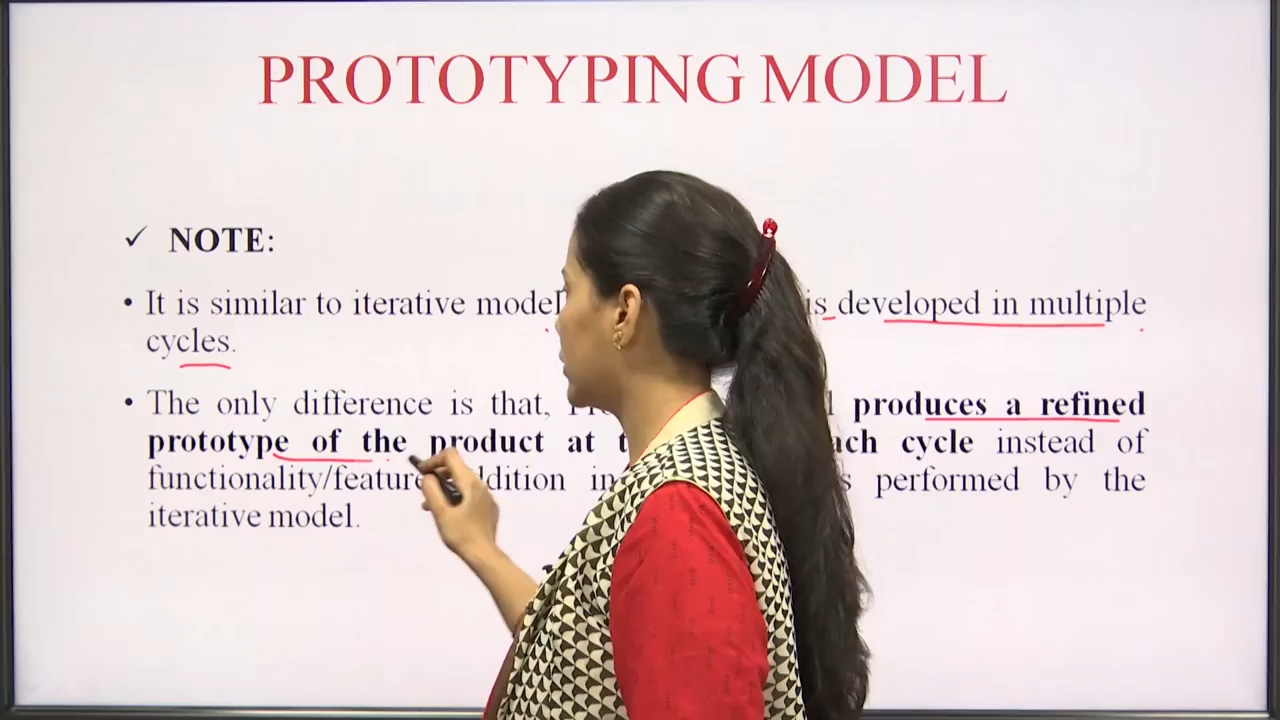 PROTOTYPING MODEL
✓ NOTE:
• It is similar to iterative model is developed in multiple
cycles.
• The only difference is that, produces a refined
prototype of the product at cycle instead of
functionality/feature addition in performed by the
iterative model.